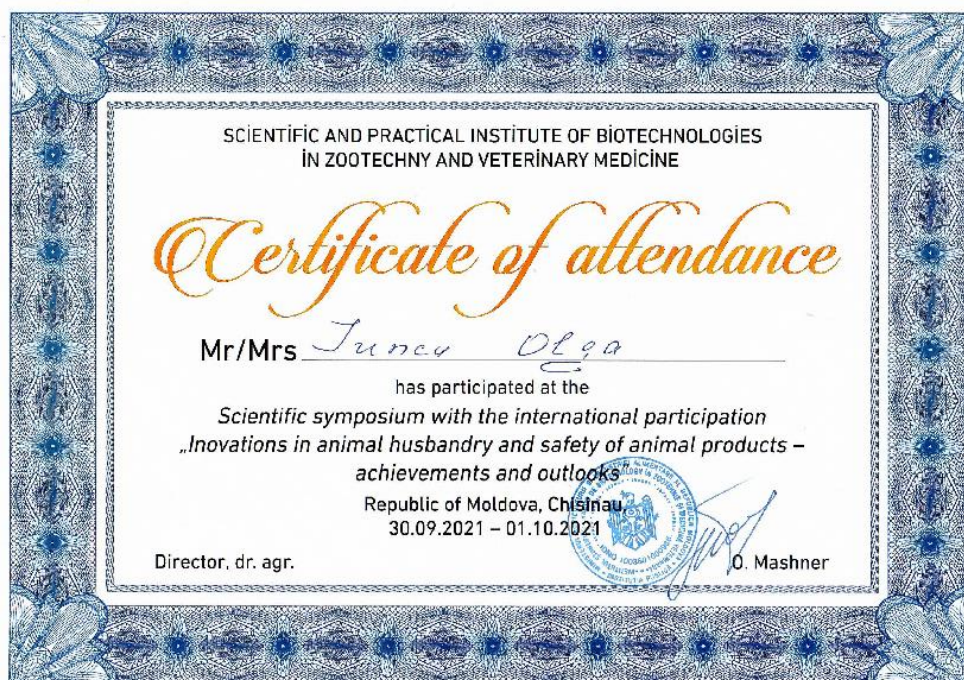 SCIENTIFIC AND PRACTICAL INSTITUTE OF BIOTECHNOLOGIES
IN ZOOTECHNY AND VETERINARY MEDICINE
Certificate of attendance
Mr/Mrs Olga
has participated at the
Scientific symposium with the international participation
„Inovations in animal husbandry and safety of animal products –
achievements and outlooks”
Republic of Moldova, Chisinau,
30.09.2021 – 01.10.2021
Director, dr. agr. O. Mashner